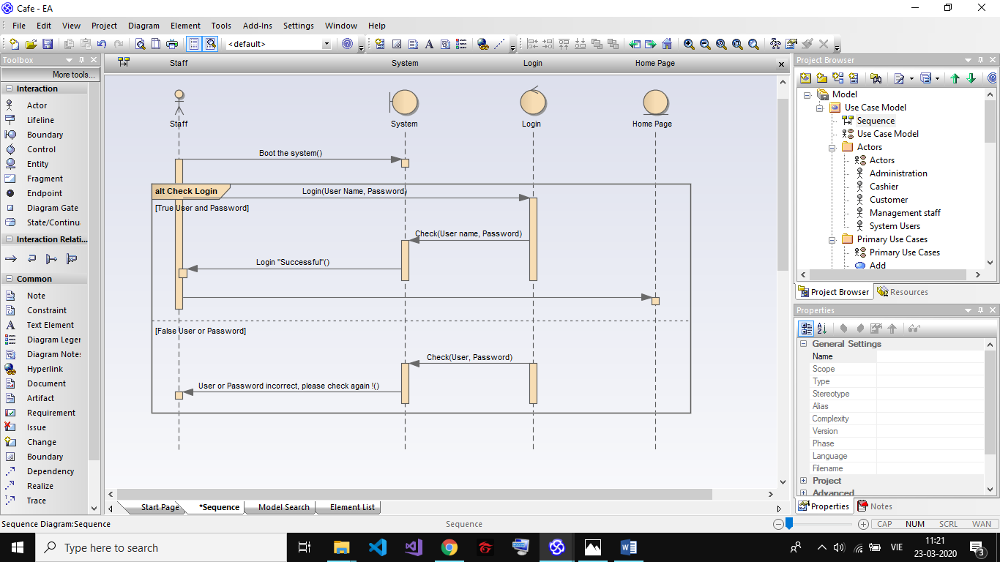 Cafe - EA
File Edit View Project Diagram Element Tools Add-Ins Settings Window Help
<default>
Toolbox
More tools...
Interaction
Actor
Lifeline
Boundary
Control
Entity
Fragment
Endpoint
Diagram Gate
State/Continu
Interaction Relati...
Common
Note
Constraint
Text Element
Diagram Leger
Diagram Note:
Hyperlink
Document
Artifact
Requirement
Issue
Change
Boundary
Dependency
Realize
Trace
Staff System Login Home Page
Staff System Login Home Page
Boot the system()
alt Check Login
Login(User Name, Password)
[True User and Password]
Check(User name, Password)
Login "Successful"()
[False User or Password]
Check(User, Password)
User or Password incorrect, please check again !()
Start Page *Sequence Model Search Element List
Project Browser
Model
Use Case Model
Sequence
Use Case Model
Actors
Actors
Administration
Cashier
Customer
Management staff
System Users
Primary Use Cases
Primary Use Cases
Add
Project Browser Resources
Properties
General Settings
Name
Scope
Type
Stereotype
Alias
Complexity
Version
Phase
Language
Filename
Project
Advanced
Properties Notes
Sequence Diagram:Sequence Sequence CAP NUM SCRL WAN
Type here to search
VIE
11:21
23-03-2020
3